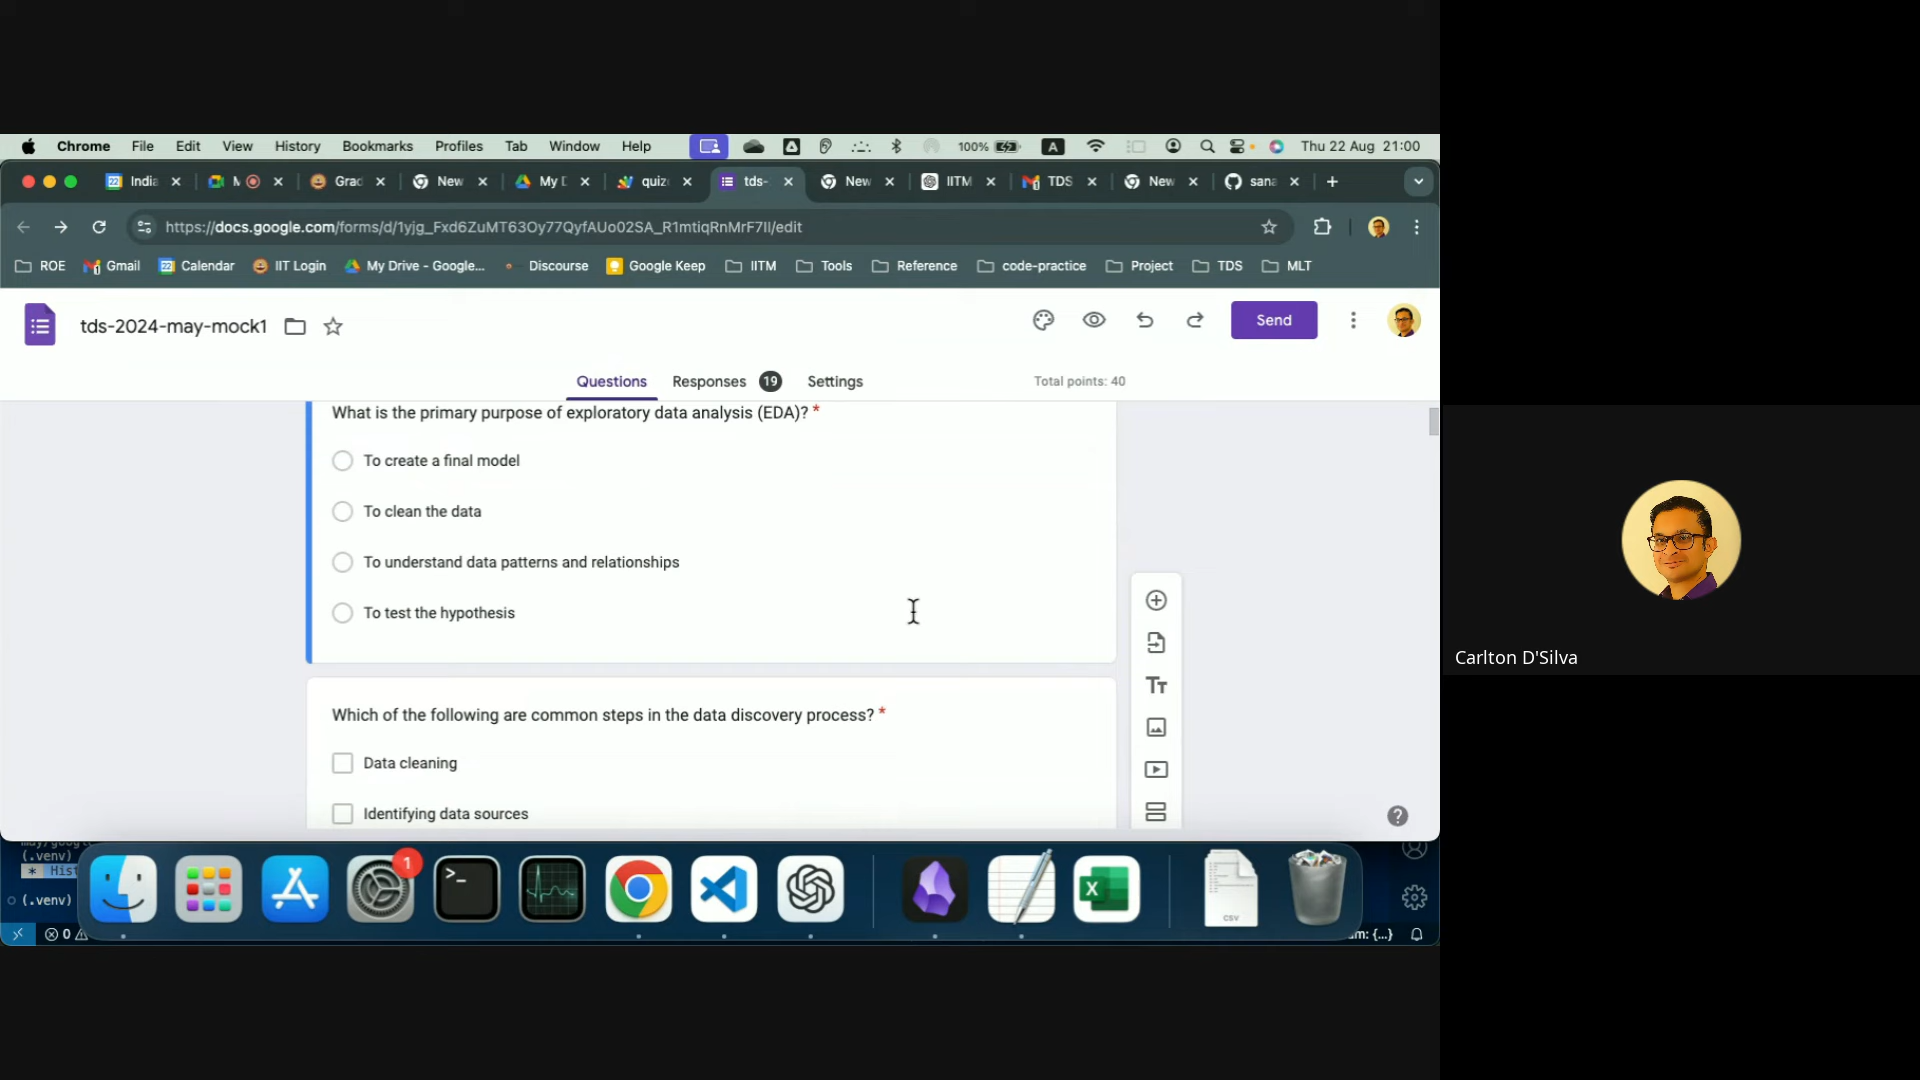 Chrome File Edit View History Bookmarks Profiles Tab Window Help 100% A Thu 22 Aug 21:00
India M Grad New My D quiz tds- New IITM TDS New sana
https://docs.google.com/forms/d/1yjg_Fxd6ZuMT63Oy77QyfAUo02SA_R1mtiqRnMrF7II/edit
ROE Gmail Calendar IIT Login My Drive - Google... Discourse Google Keep IITM Tools Reference code-practice Project TDS MLT
tds-2024-may-mock1 Send
Questions Responses 19 Settings Total points: 40
What is the primary purpose of exploratory data analysis (EDA)? *
To create a final model
To clean the data
To understand data patterns and relationships
To test the hypothesis
Which of the following are common steps in the data discovery process? *
Data cleaning
Identifying data sources
Carlton D'Silva
(.venv)
* Hist
(.venv)
1
CSV
0